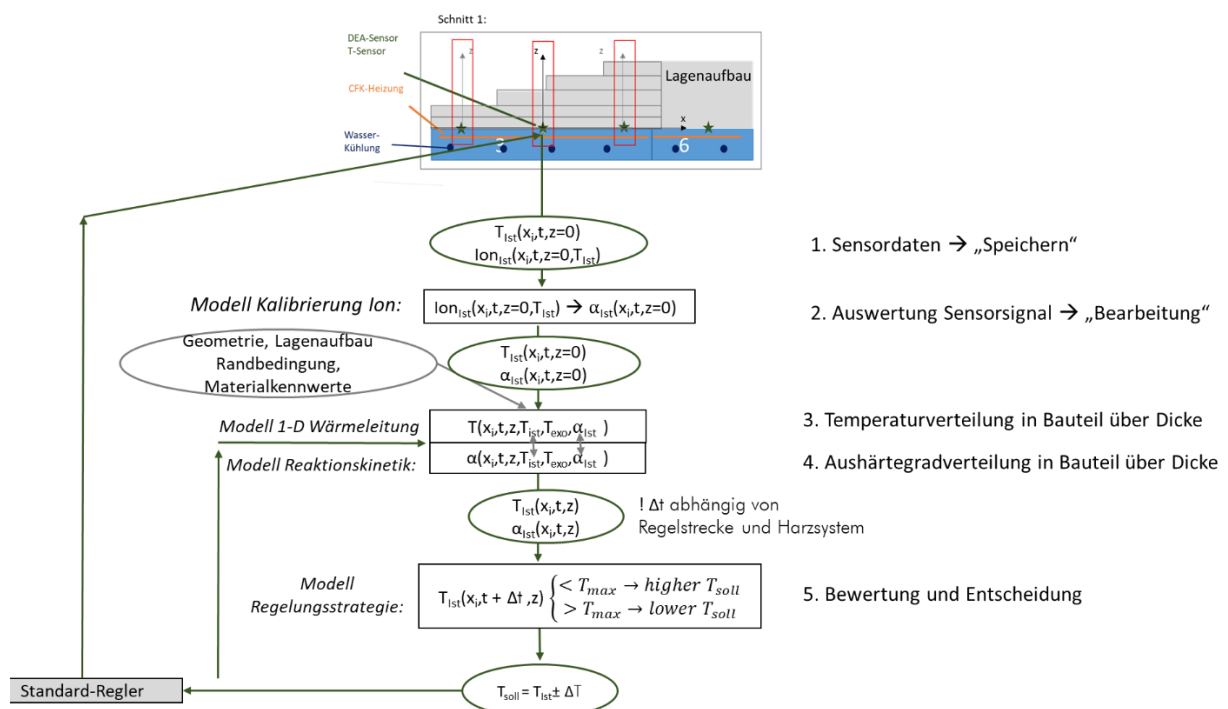 Schnitt 1:
DEA-Sensor
T-Sensor
z
z
z
Lagenaufbau
CFK-Heizung
x
Wasser-
Kühlung
3
6
T_Ist(x_i,t,z=0)
Ion_Ist(x_i,t,z=0,T_Ist)
1. Sensordaten → „Speichern“
Modell Kalibrierung Ion:
Ion_Ist(x_i,t,z=0,T_Ist) → α_Ist(x_i,t,z=0)
2. Auswertung Sensorsignal → „Bearbeitung“
Geometrie, Lagenaufbau
Randbedingung,
Materialkennwerte
T_Ist(x_i,t,z=0)
α_Ist(x_i,t,z=0)
Modell 1-D Wärmeleitung
T(x_i,t,z,T_ist,T_exo,α_Ist )
3. Temperaturverteilung in Bauteil über Dicke
Modell Reaktionskinetik:
α(x_i,t,z,T_ist,T_exo,α_Ist )
4. Aushärtegradverteilung in Bauteil über Dicke
T_Ist(x_i,t,z)
α_Ist(x_i,t,z)
! Δt abhängig von
Regelstrecke und Harzsystem
Modell
Regelungsstrategie:
T_Ist(x_i,t + Δt ,z) { < T_max → higher T_soll
> T_max → lower T_soll
5. Bewertung und Entscheidung
Standard-Regler
T_soll = T_Ist ± ΔT